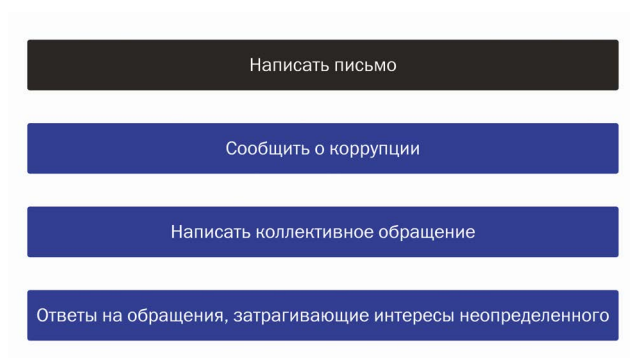 Написать письмо
Сообщить о коррупции
Написать коллективное обращение
Ответы на обращения, затрагивающие интересы неопределенного